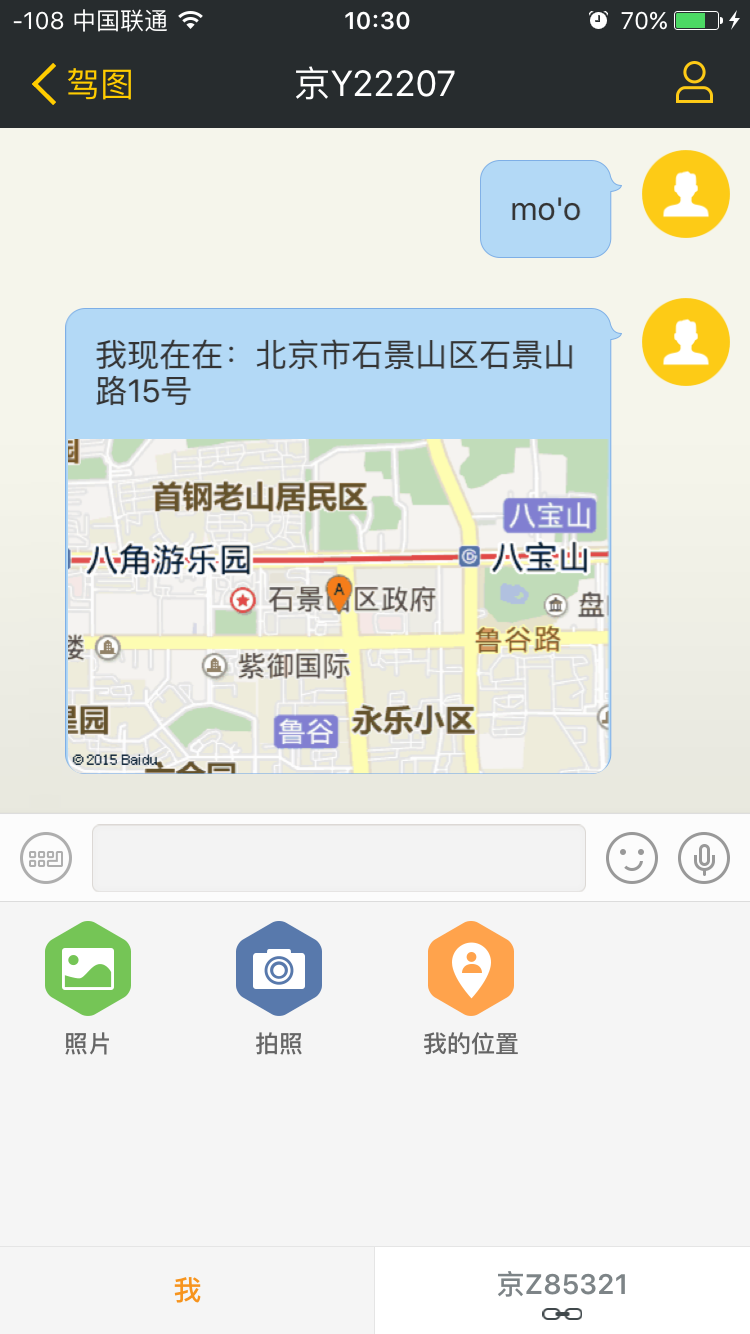 -108 中国联通 10:30 70%
驾图 京Y22207
mo'o
我现在在：北京市石景山区石景山
路15号
首钢老山居民区
八宝山
八角游乐园 八宝山
A
石景山区政府
盘
鲁谷路
楼
紫御国际
星园 鲁谷 永乐小区
© 2015 Baidu
六合园
照片 拍照 我的位置
我 京Z85321